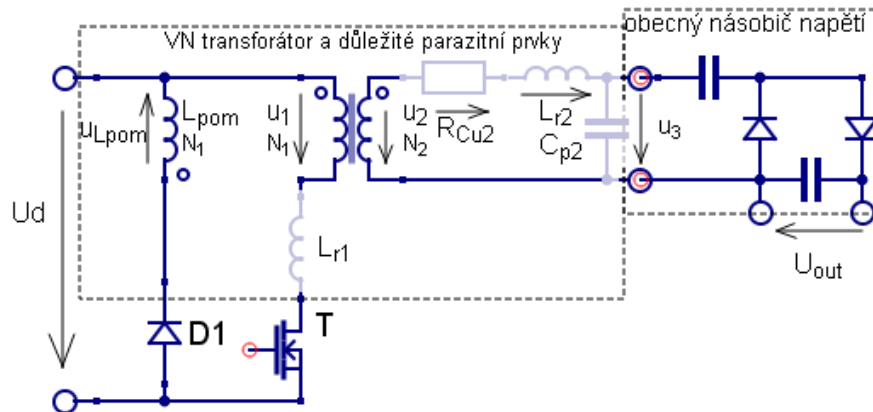 VN transforátor a důležité parazitní prvky
obecný násobič napětí
uLpom
Lpom
N1
u1
N1
u2
N2
RCu2
Lr2
Cp2
u3
Ud
Lr1
Uout
D1
T